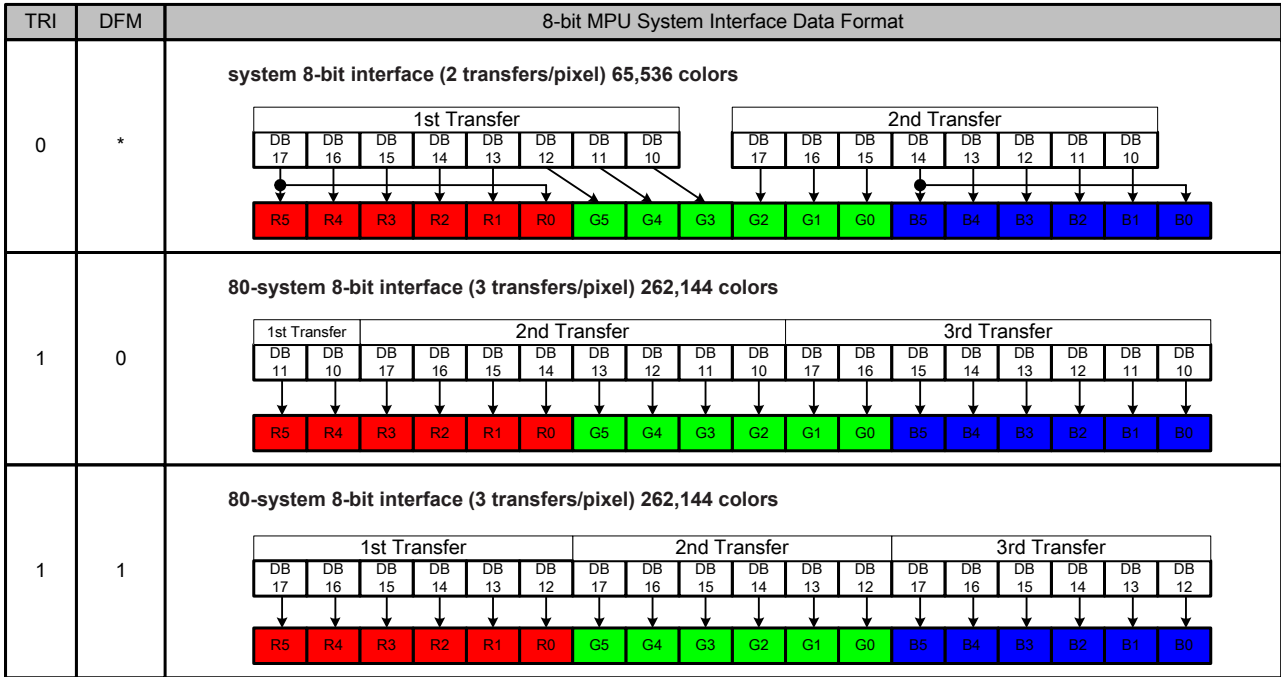 TRI DFM 8-bit MPU System Interface Data Format
system 8-bit interface (2 transfers/pixel) 65,536 colors
1st Transfer 2nd Transfer
DB DB DB DB DB DB DB DB DB DB DB DB DB DB DB DB
17 16 15 14 13 12 11 10 17 16 15 14 13 12 11 10
0 *
R5 R4 R3 R2 R1 R0 G5 G4 G3 G2 G1 G0 B5 B4 B3 B2 B1 B0
80-system 8-bit interface (3 transfers/pixel) 262,144 colors
1st Transfer 2nd Transfer 3rd Transfer
DB DB DB DB DB DB DB DB DB DB DB DB DB DB DB DB DB DB
11 10 17 16 15 14 13 12 11 10 17 16 15 14 13 12 11 10
1 0
R5 R4 R3 R2 R1 R0 G5 G4 G3 G2 G1 G0 B5 B4 B3 B2 B1 B0
80-system 8-bit interface (3 transfers/pixel) 262,144 colors
1st Transfer 2nd Transfer 3rd Transfer
DB DB DB DB DB DB DB DB DB DB DB DB DB DB DB DB DB DB
17 16 15 14 13 12 17 16 15 14 13 12 17 16 15 14 13 12
1 1
R5 R4 R3 R2 R1 R0 G5 G4 G3 G2 G1 G0 B5 B4 B3 B2 B1 B0